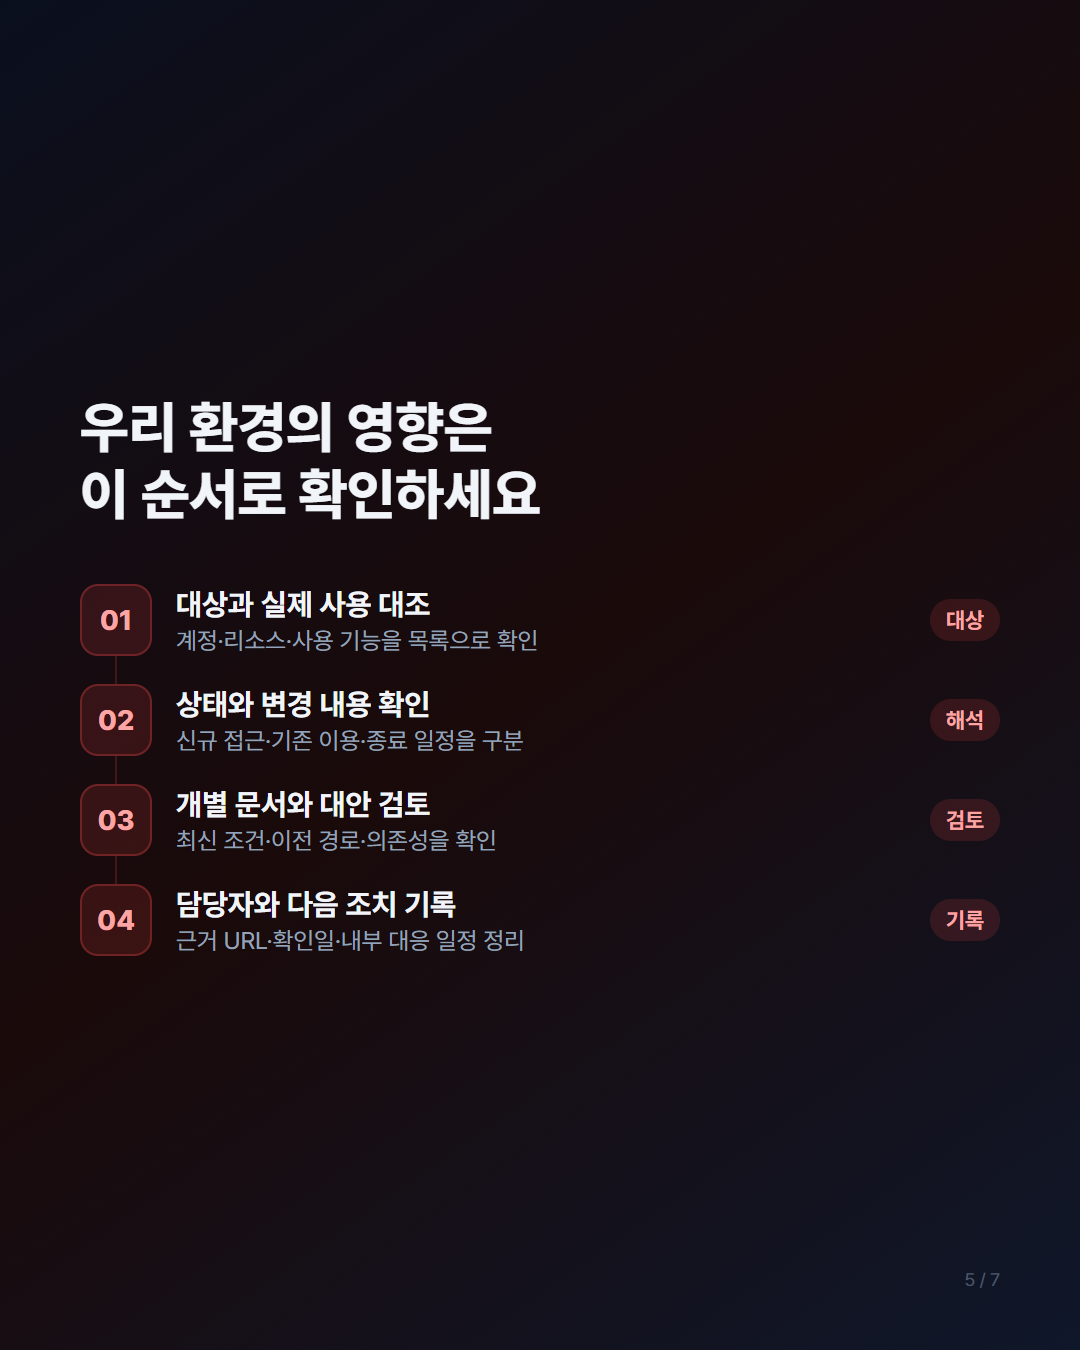 우리 환경의 영향은
이 순서로 확인하세요
01
대상과 실제 사용 대조
계정·리소스·사용 기능을 목록으로 확인
대상
02
상태와 변경 내용 확인
신규 접근·기존 이용·종료 일정을 구분
해석
03
개별 문서와 대안 검토
최신 조건·이전 경로·의존성을 확인
검토
04
담당자와 다음 조치 기록
근거 URL·확인일·내부 대응 일정 정리
기록
5 / 7